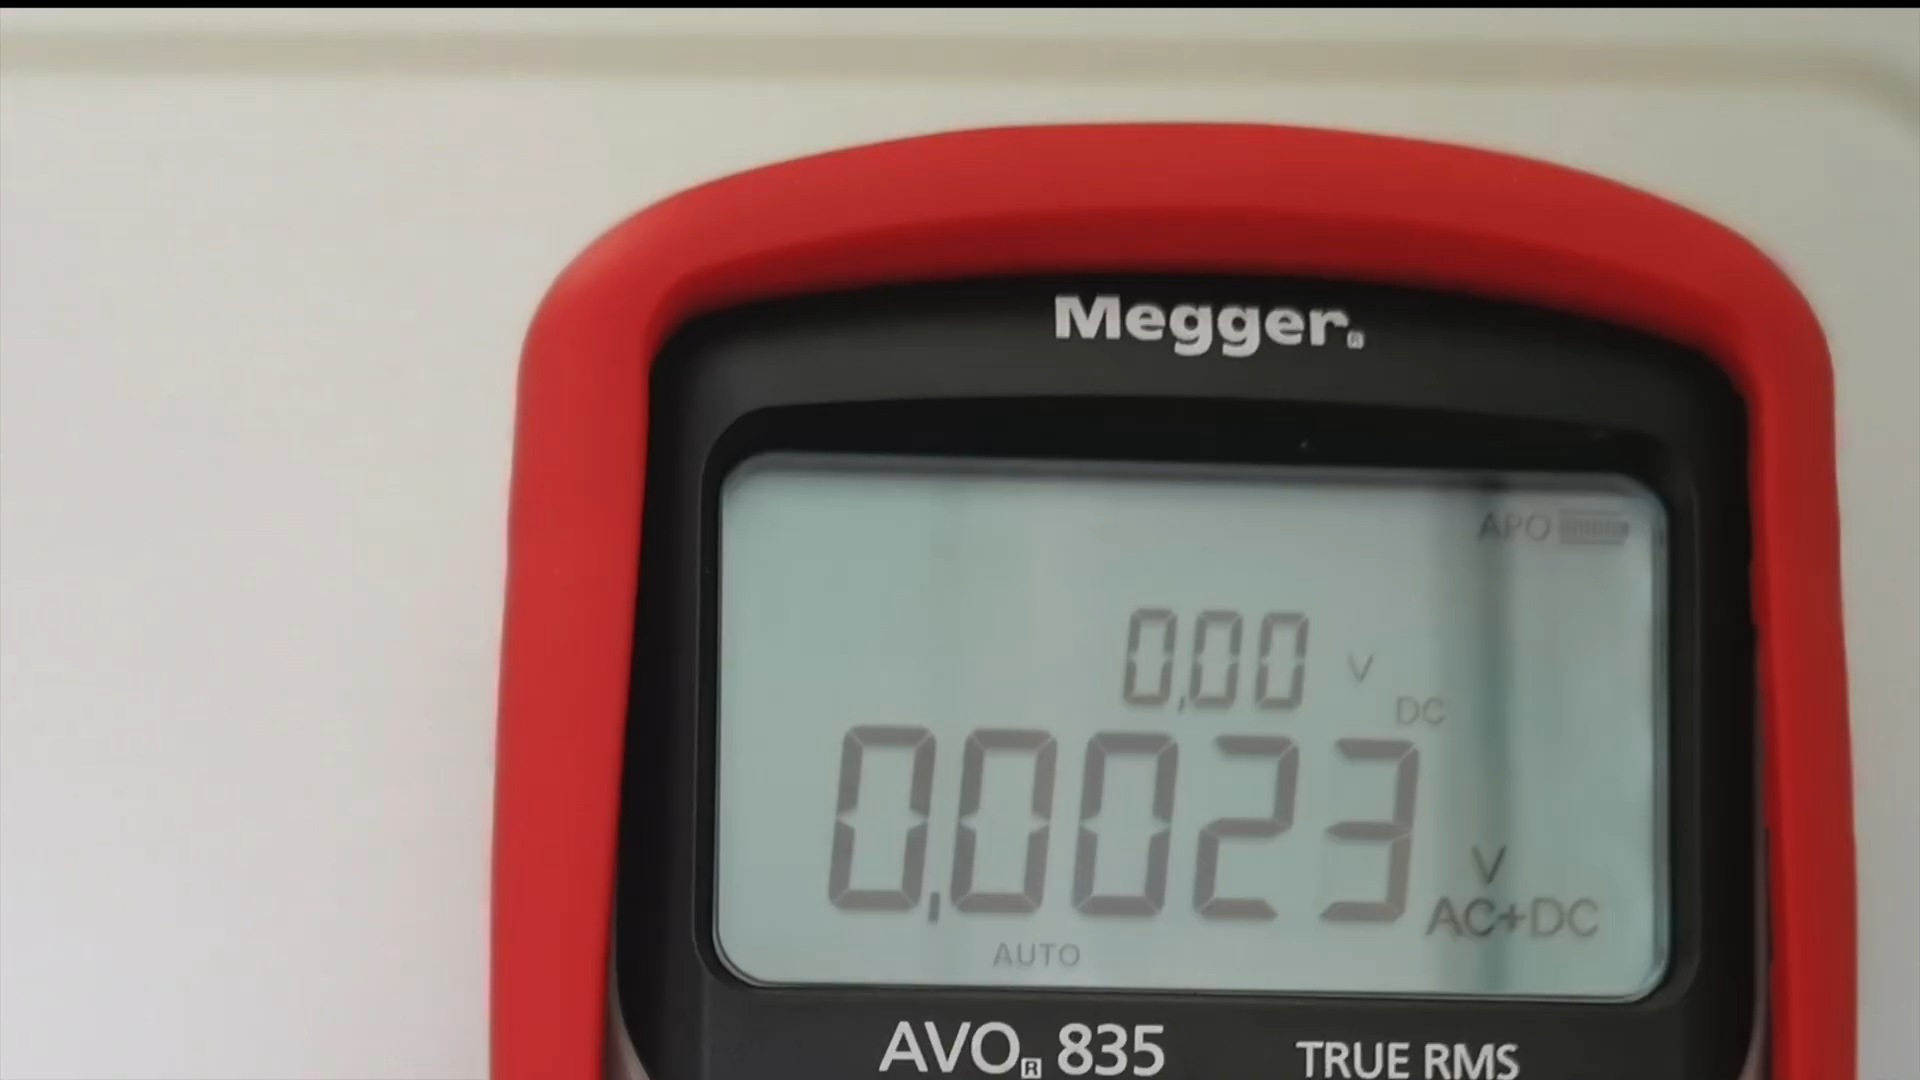 Megger®
APO
0,00 V DC
0,0023 V AC+DC
AUTO
AVO® 835 TRUE RMS